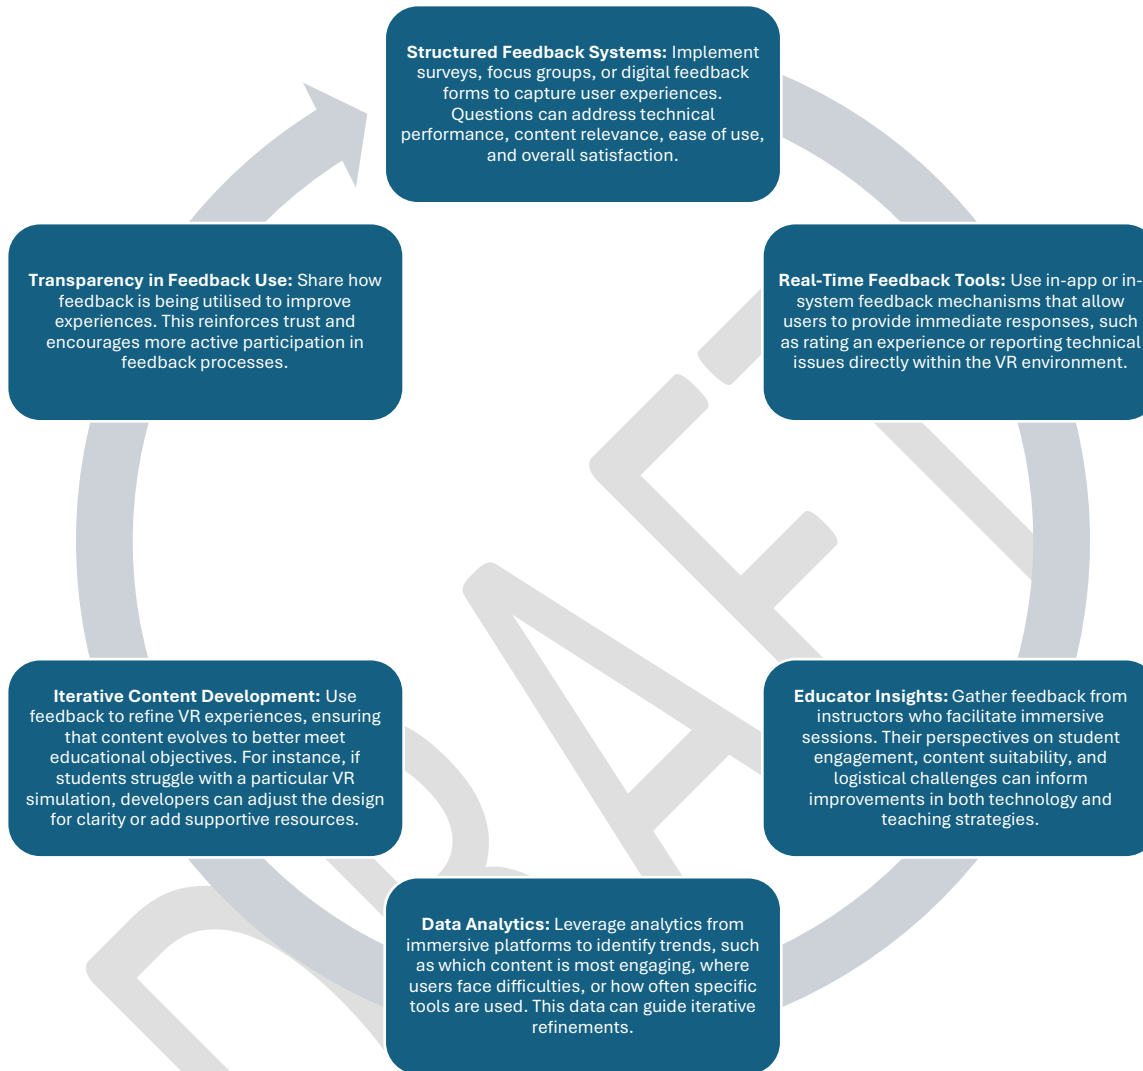 Structured Feedback Systems: Implement
surveys, focus groups, or digital feedback
forms to capture user experiences.
Questions can address technical
performance, content relevance, ease of use,
and overall satisfaction.
Real-Time Feedback Tools: Use in-app or in-
system feedback mechanisms that allow
users to provide immediate responses, such
as rating an experience or reporting technical
issues directly within the VR environment.
Educator Insights: Gather feedback from
instructors who facilitate immersive
sessions. Their perspectives on student
engagement, content suitability, and
logistical challenges can inform
improvements in both technology and
teaching strategies.
Data Analytics: Leverage analytics from
immersive platforms to identify trends, such
as which content is most engaging, where
users face difficulties, or how often specific
tools are used. This data can guide iterative
refinements.
Iterative Content Development: Use
feedback to refine VR experiences, ensuring
that content evolves to better meet
educational objectives. For instance, if
students struggle with a particular VR
simulation, developers can adjust the design
for clarity or add supportive resources.
Transparency in Feedback Use: Share how
feedback is being utilised to improve
experiences. This reinforces trust and
encourages more active participation in
feedback processes.
DRAFT